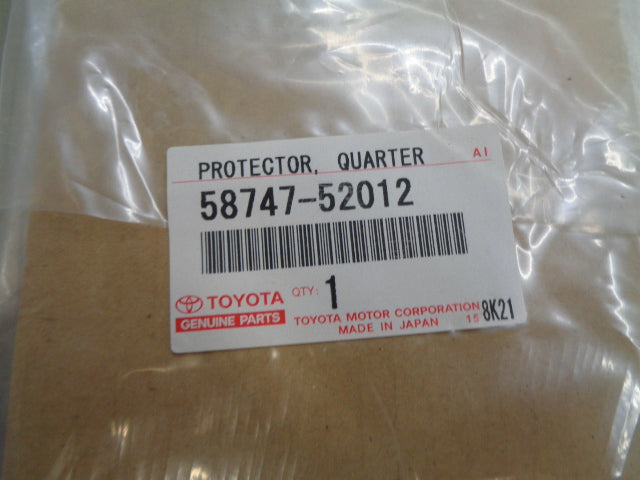 PROTECTOR, QUARTER AI
58747-52012
TOYOTA QTY: 1
GENUINE PARTS TOYOTA MOTOR CORPORATION 8K21
MADE IN JAPAN 15